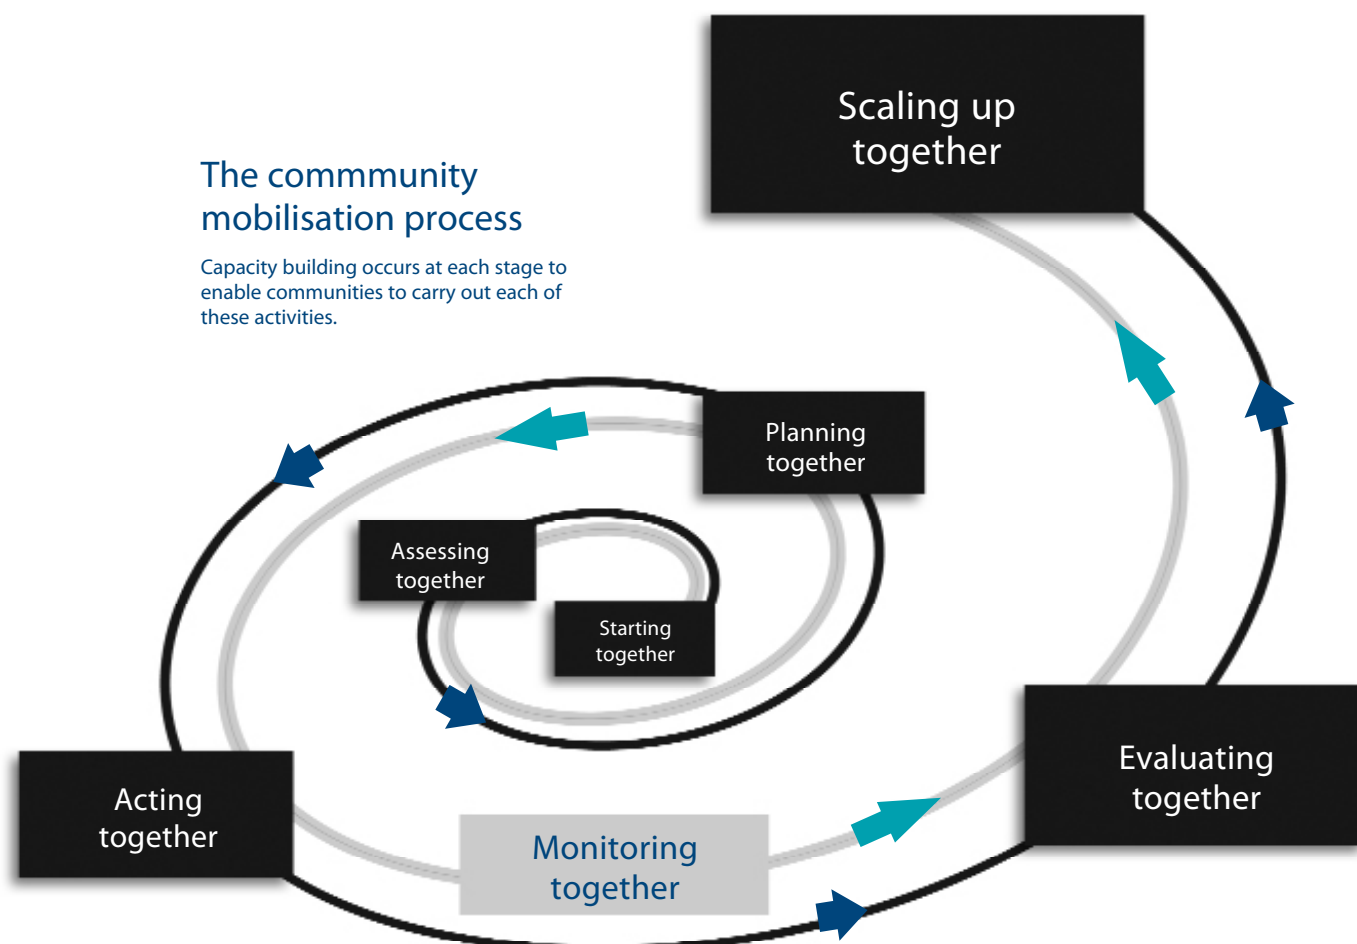 The commmunity
mobilisation process
Capacity building occurs at each stage to
enable communities to carry out each of
these activities.
Scaling up
together
Planning
together
Assessing
together
Starting
together
Acting
together
Monitoring
together
Evaluating
together